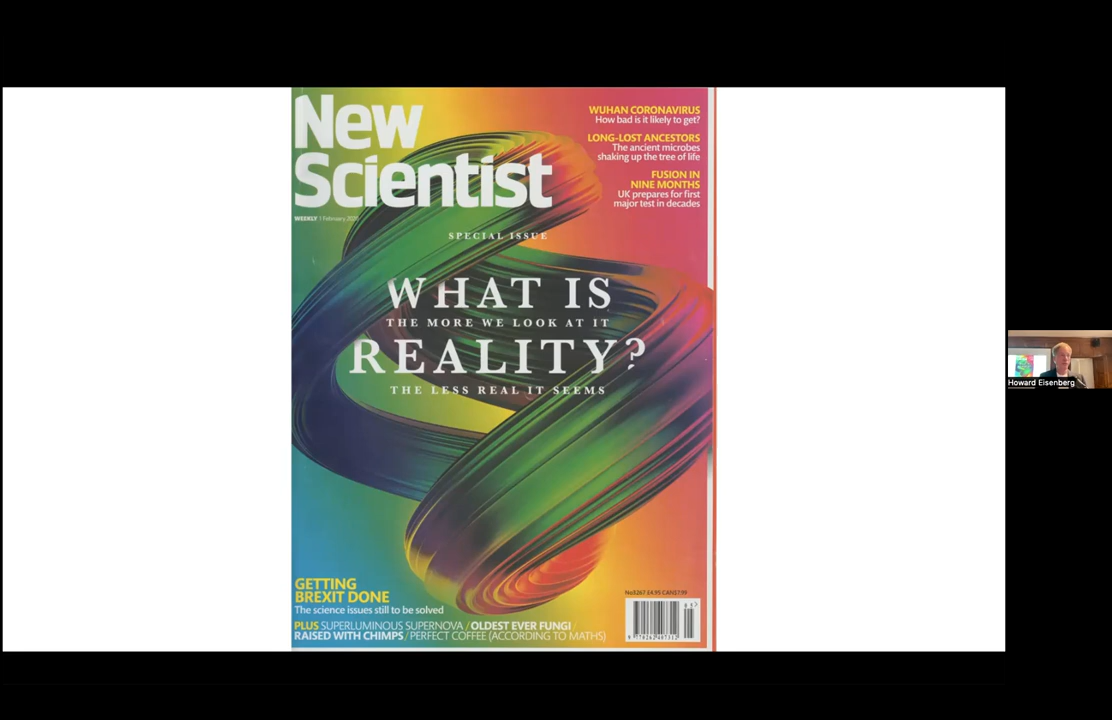 New
Scientist
WEEKLY 1 February 2020
WUHAN CORONAVIRUS
How bad is it likely to get?
LONG-LOST ANCESTORS
The ancient microbes
shaking up the tree of life
FUSION IN
NINE MONTHS
UK prepares for first
major test in decades
SPECIAL ISSUE
WHAT IS
THE MORE WE LOOK AT IT
REALITY?
THE LESS REAL IT SEEMS
Howard Eisenberg
GETTING
BREXIT DONE
The science issues still to be solved
PLUS SUPERLUMINOUS SUPERNOVA / OLDEST EVER FUNGI /
RAISED WITH CHIMPS / PERFECT COFFEE (ACCORDING TO MATHS)
No3267 £4.95 CAN$7.99